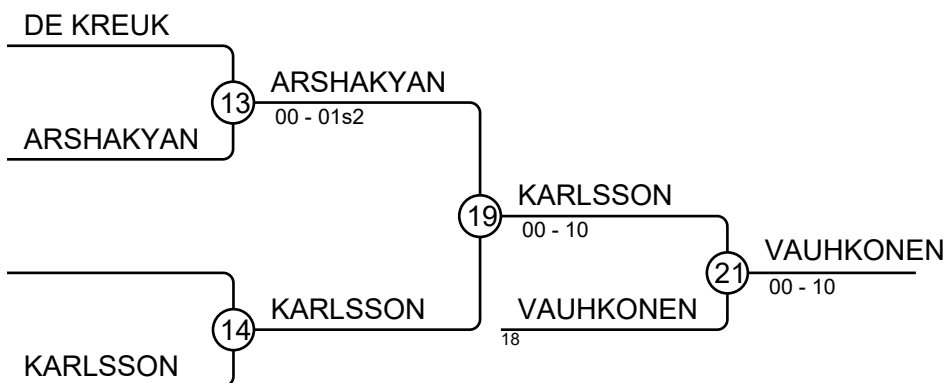 DE KREUK
13
ARSHAKYAN
00 - 01s2
ARSHAKYAN
19
KARLSSON
00 - 10
21
VAUHKONEN
00 - 10
14
KARLSSON
VAUHKONEN
18
KARLSSON